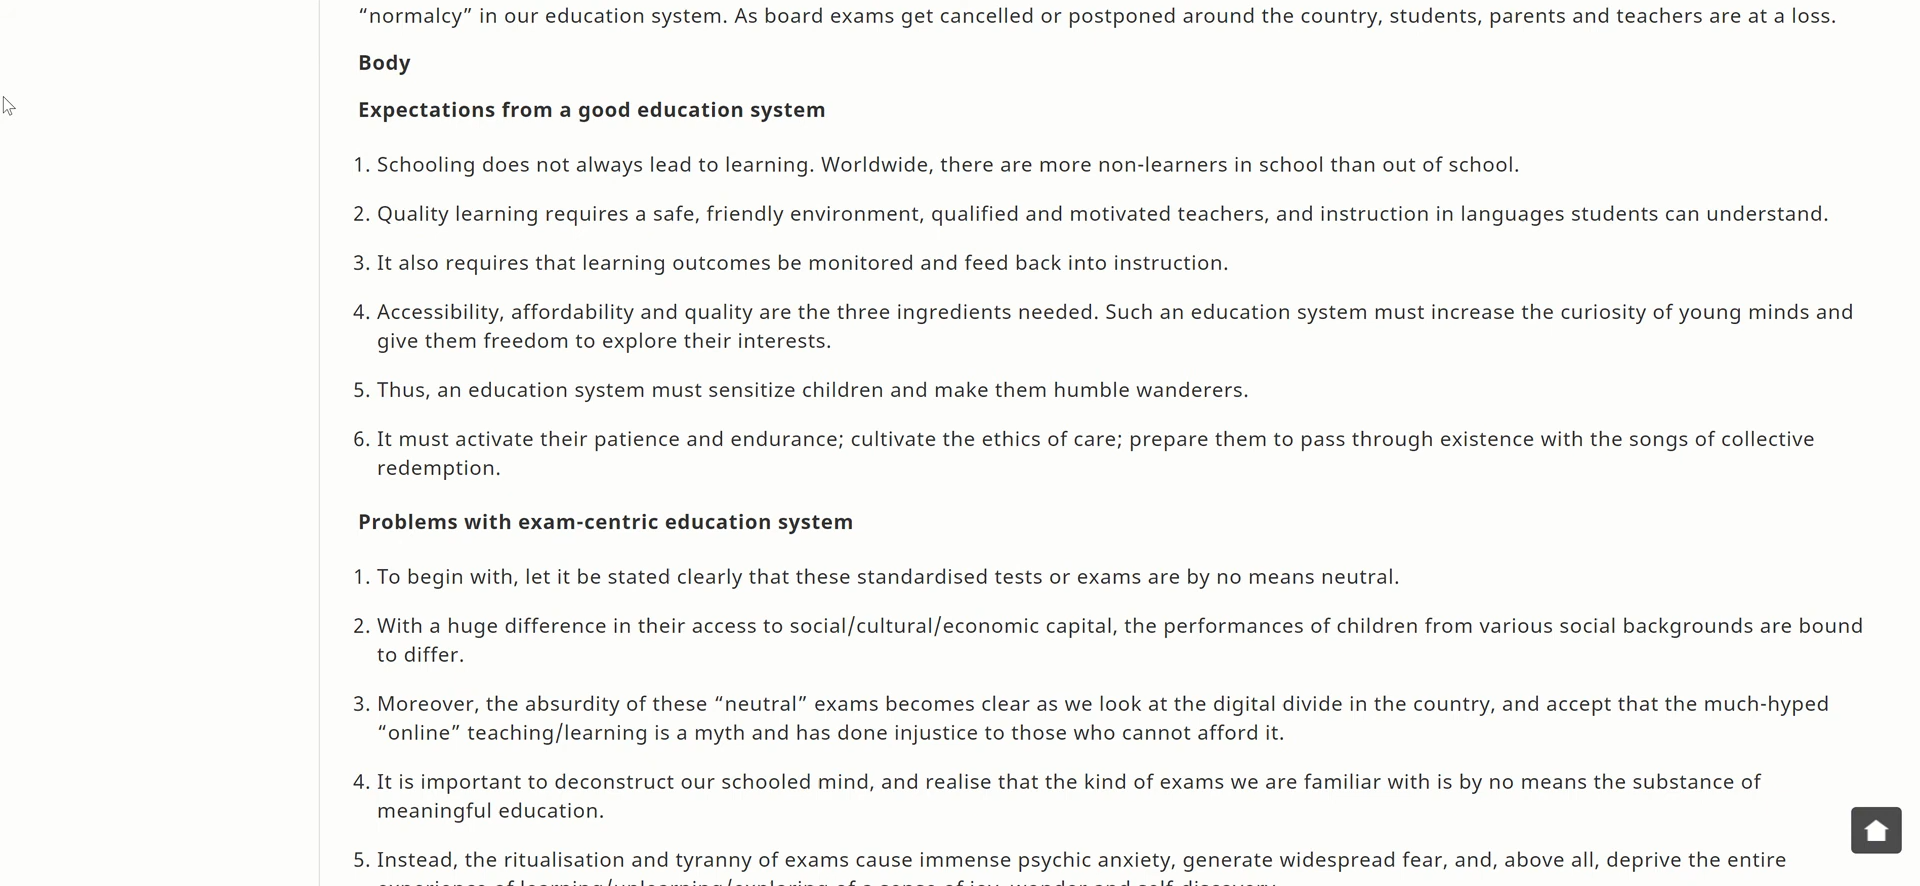 “normalcy” in our education system. As board exams get cancelled or postponed around the country, students, parents and teachers are at a loss.
Body
Expectations from a good education system
1. Schooling does not always lead to learning. Worldwide, there are more non-learners in school than out of school.
2. Quality learning requires a safe, friendly environment, qualified and motivated teachers, and instruction in languages students can understand.
3. It also requires that learning outcomes be monitored and feed back into instruction.
4. Accessibility, affordability and quality are the three ingredients needed. Such an education system must increase the curiosity of young minds and
give them freedom to explore their interests.
5. Thus, an education system must sensitize children and make them humble wanderers.
6. It must activate their patience and endurance; cultivate the ethics of care; prepare them to pass through existence with the songs of collective
redemption.
Problems with exam-centric education system
1. To begin with, let it be stated clearly that these standardised tests or exams are by no means neutral.
2. With a huge difference in their access to social/cultural/economic capital, the performances of children from various social backgrounds are bound
to differ.
3. Moreover, the absurdity of these “neutral” exams becomes clear as we look at the digital divide in the country, and accept that the much-hyped
“online” teaching/learning is a myth and has done injustice to those who cannot afford it.
4. It is important to deconstruct our schooled mind, and realise that the kind of exams we are familiar with is by no means the substance of
meaningful education.
5. Instead, the ritualisation and tyranny of exams cause immense psychic anxiety, generate widespread fear, and, above all, deprive the entire
experience of learning/unlearning/exploring of a sense of joy, wonder and self-discovery.